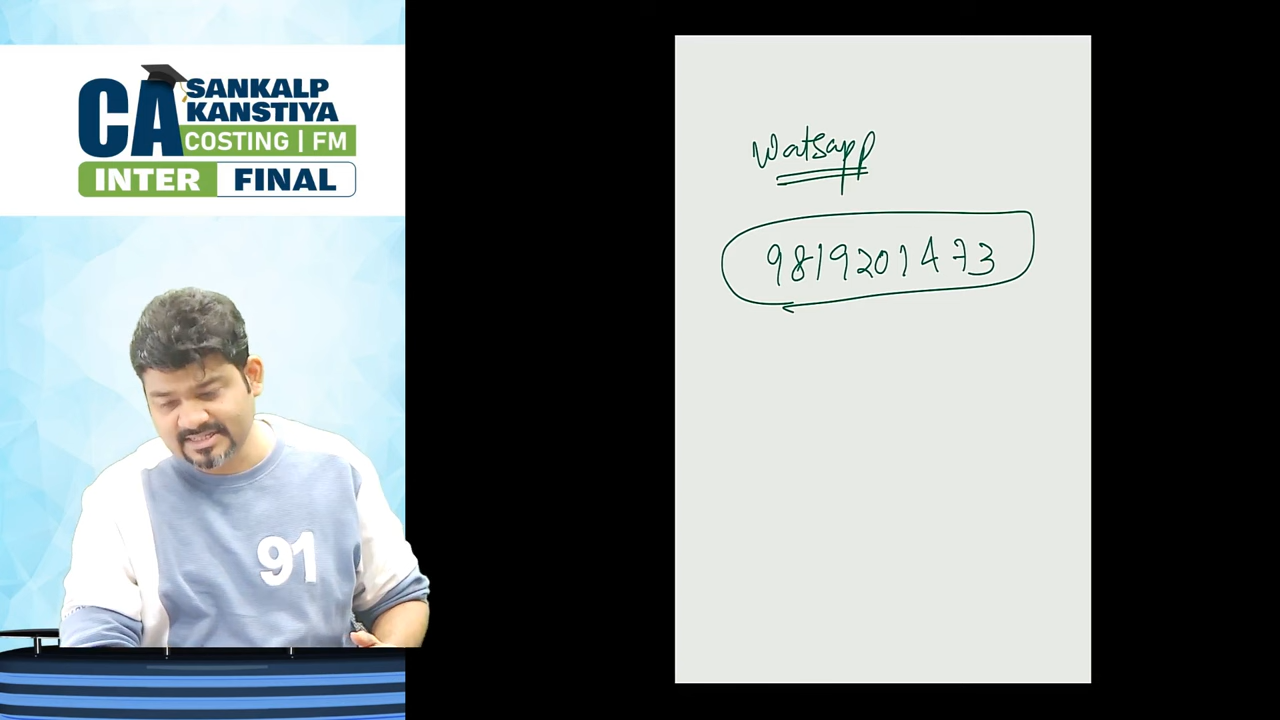 CA SANKALP
KANSTIYA
COSTING | FM
INTER FINAL
Watsapp
9819201473
91